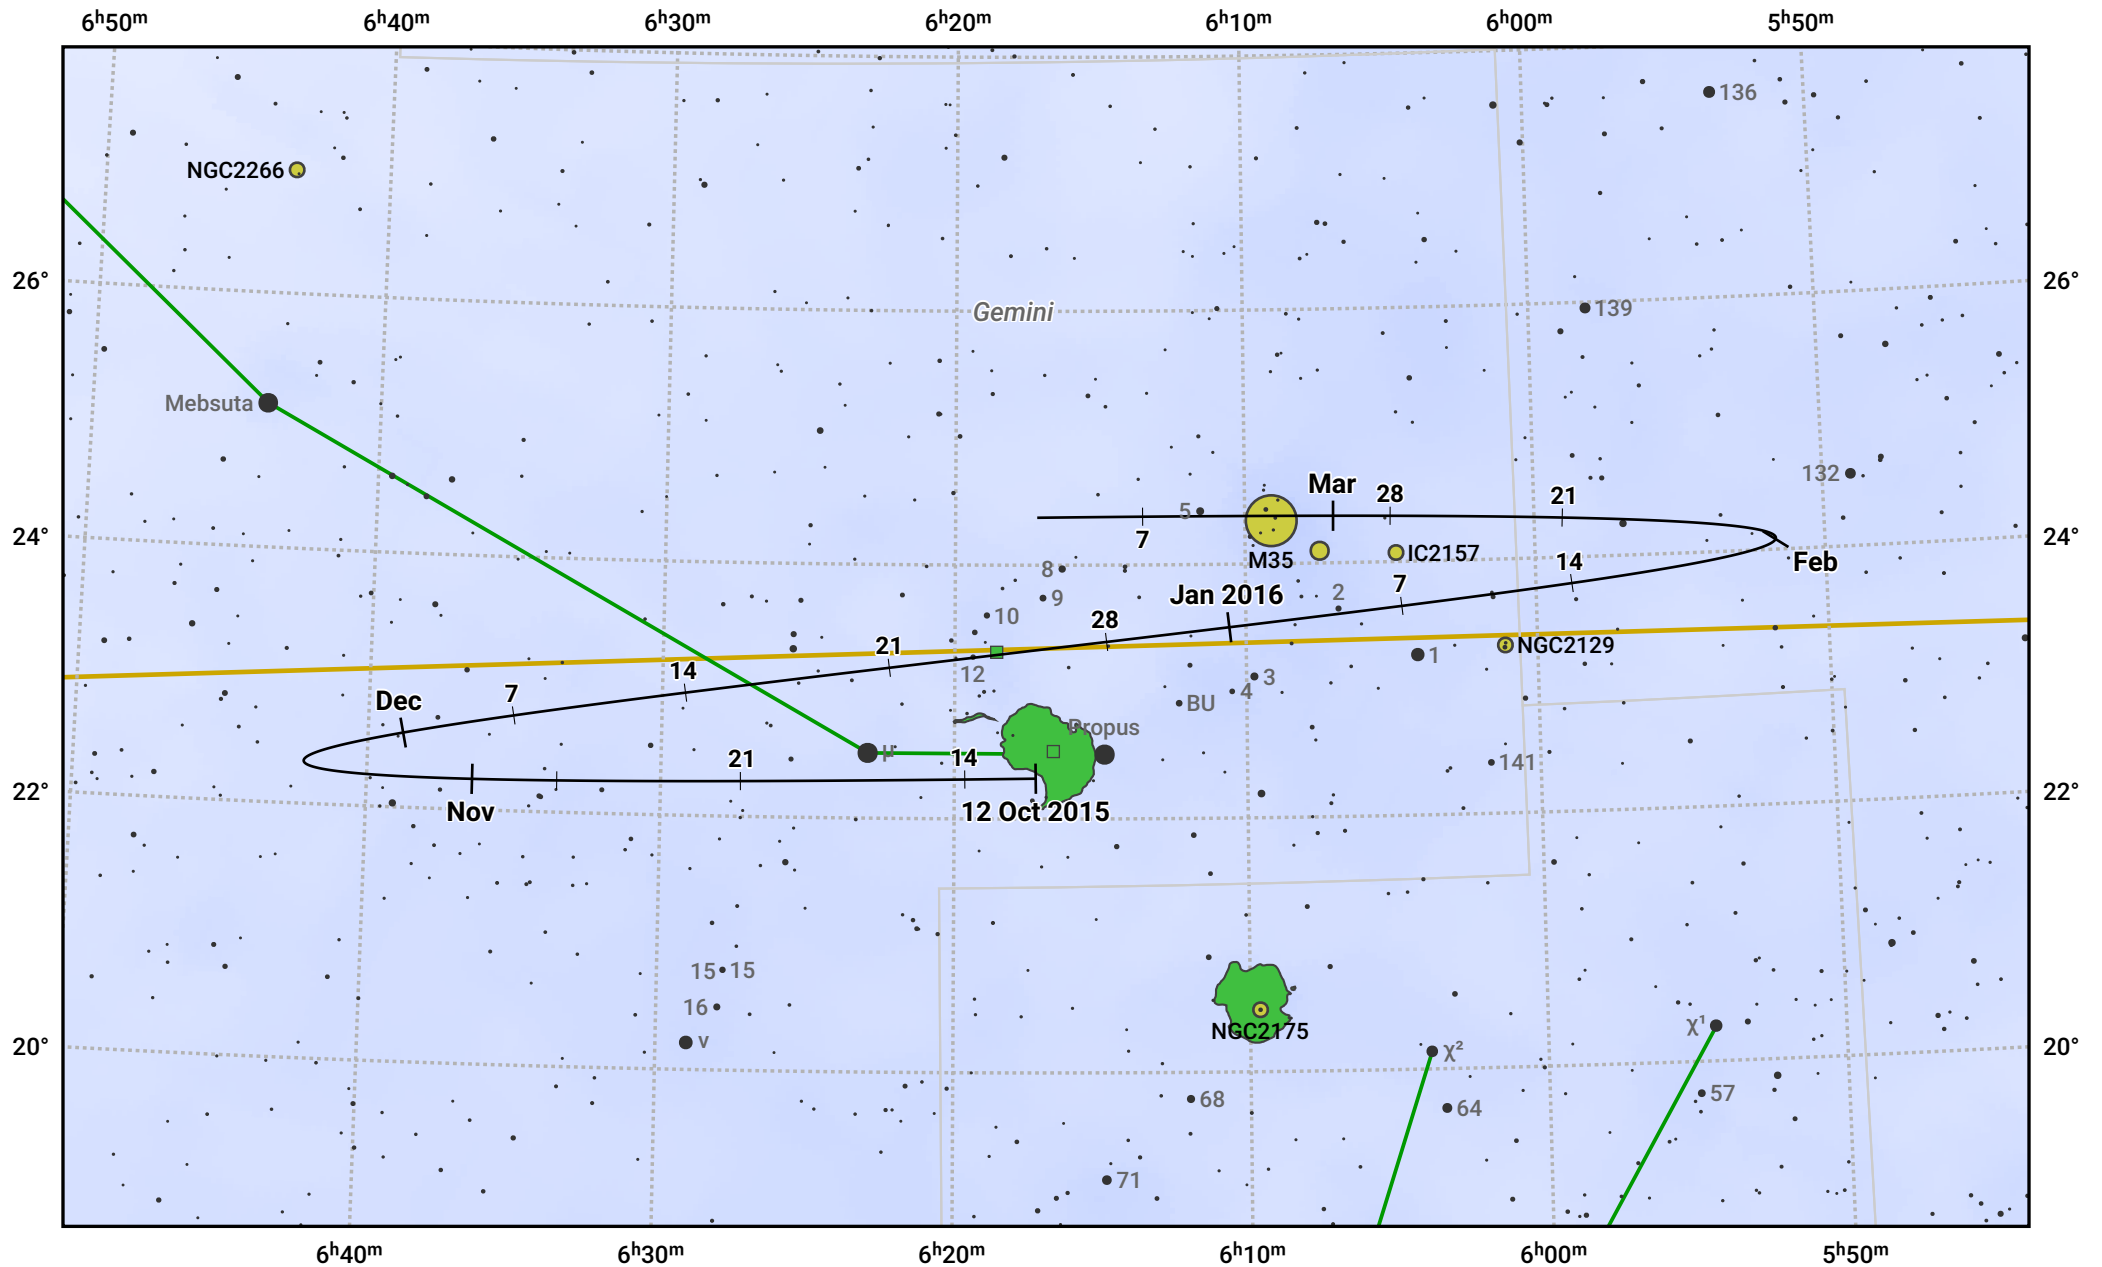 6ʰ50ᵐ 6ʰ40ᵐ 6ʰ30ᵐ 6ʰ20ᵐ 6ʰ10ᵐ 6ʰ00ᵐ 5ʰ50ᵐ
136
NGC2266
26° 26°
Gemini
139
Mebsuta
132
Mar 28 21
5
24° 24°
7
M35 IC2157
Feb
14
8
7
2
Jan 2016
9
10
28
21
NGC2129
1
14
12
3
4
BU
Dec 7
Propus
μ
21 14
141
22° 22°
Nov 12 Oct 2015
15 15
16
ν
NGC2175
χ¹
20° 20°
χ²
57
68
64
71
6ʰ40ᵐ 6ʰ30ᵐ 6ʰ20ᵐ 6ʰ10ᵐ 6ʰ00ᵐ 5ʰ50ᵐ